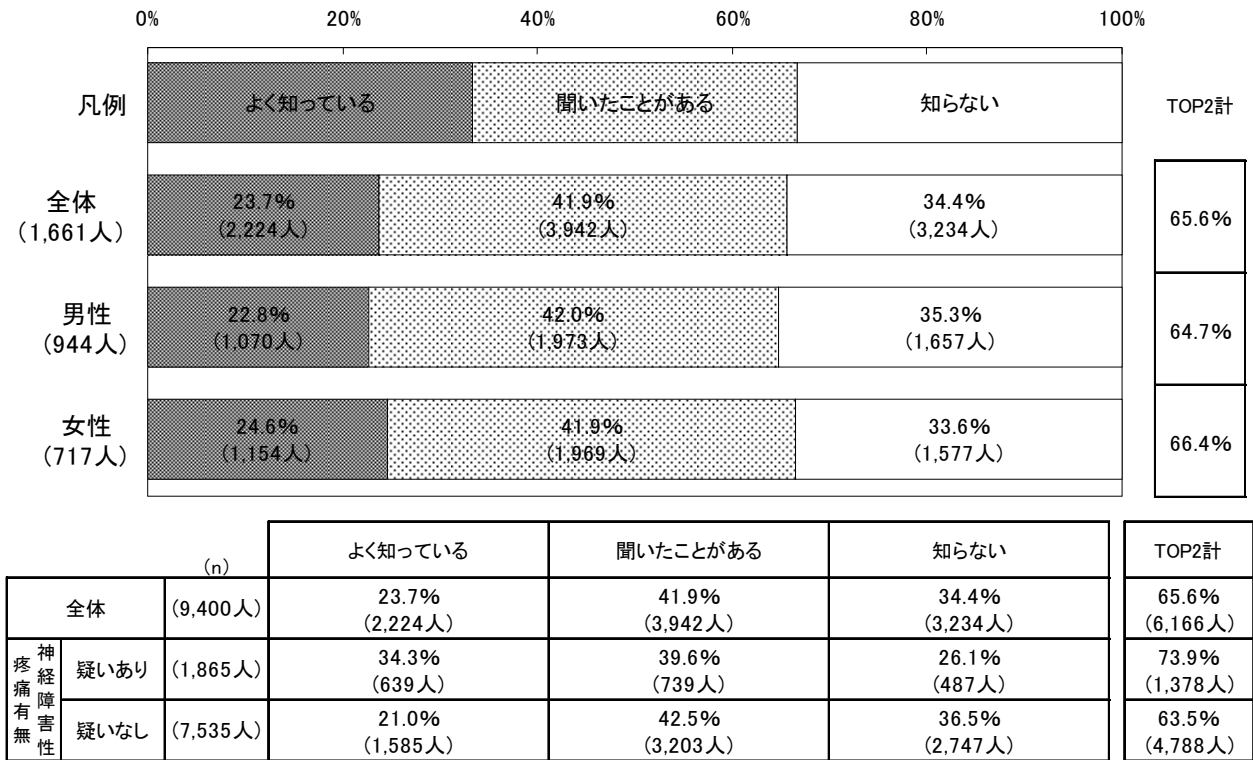 0% 20% 40% 60% 80% 100%
凡例 よく知っている 聞いたことがある 知らない TOP2計
全体 23.7% 41.9% 34.4% 65.6%
(1,661人) (2,224人) (3,942人) (3,234人)
男性 22.8% 42.0% 35.3% 64.7%
(944人) (1,070人) (1,973人) (1,657人)
女性 24.6% 41.9% 33.6% 66.4%
(717人) (1,154人) (1,969人) (1,577人)
(n) よく知っている 聞いたことがある 知らない TOP2計
全体 (9,400人) 23.7% 41.9% 34.4% 65.6%
(2,224人) (3,942人) (3,234人) (6,166人)
神経障害性疼痛有無
疑いあり (1,865人) 34.3% 39.6% 26.1% 73.9%
(639人) (739人) (487人) (1,378人)
疑いなし (7,535人) 21.0% 42.5% 36.5% 63.5%
(1,585人) (3,203人) (2,747人) (4,788人)